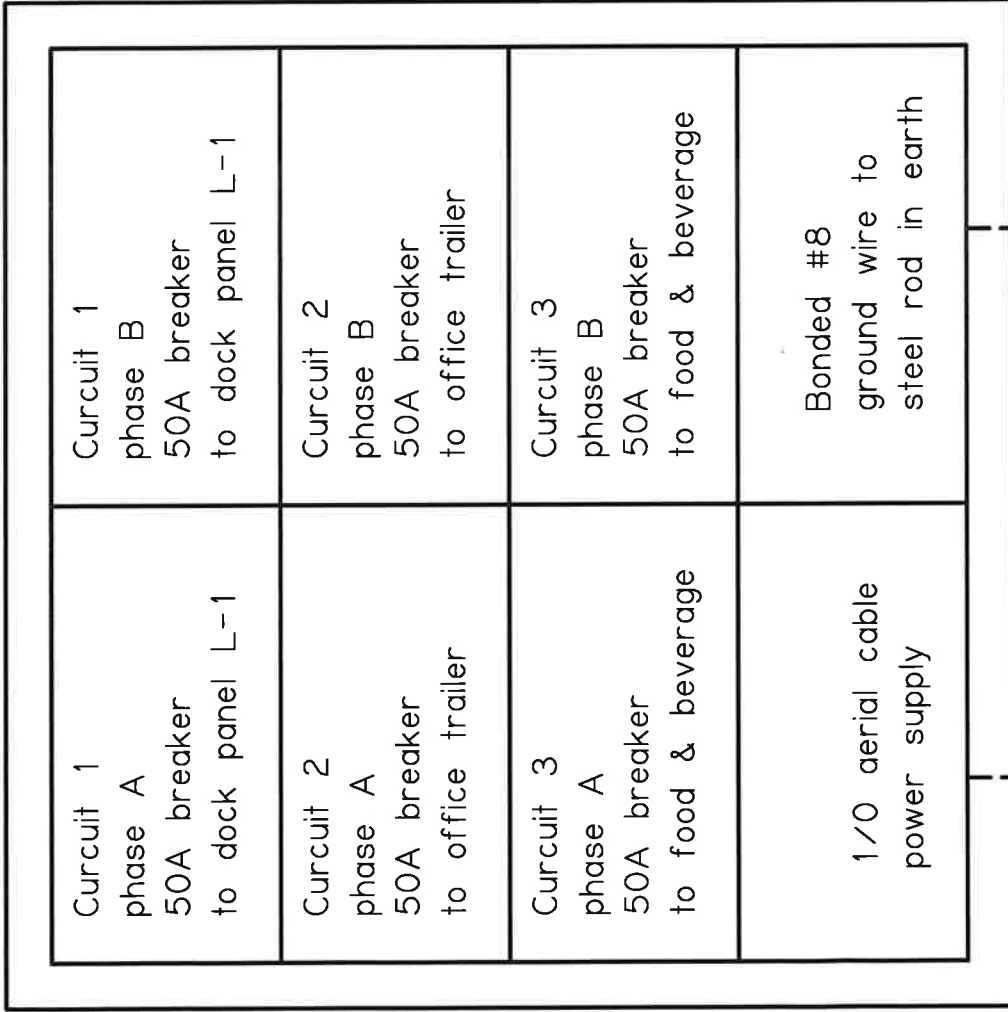 Curcuit 1
phase A
50A breaker
to dock panel L-1
Curcuit 1
phase B
50A breaker
to dock panel L-1
Curcuit 2
phase A
50A breaker
to office trailer
Curcuit 2
phase B
50A breaker
to office trailer
Curcuit 3
phase A
50A breaker
to food & beverage
Curcuit 3
phase B
50A breaker
to food & beverage
1/0 aerial cable
power supply
Bonded #8
ground wire to
steel rod in earth